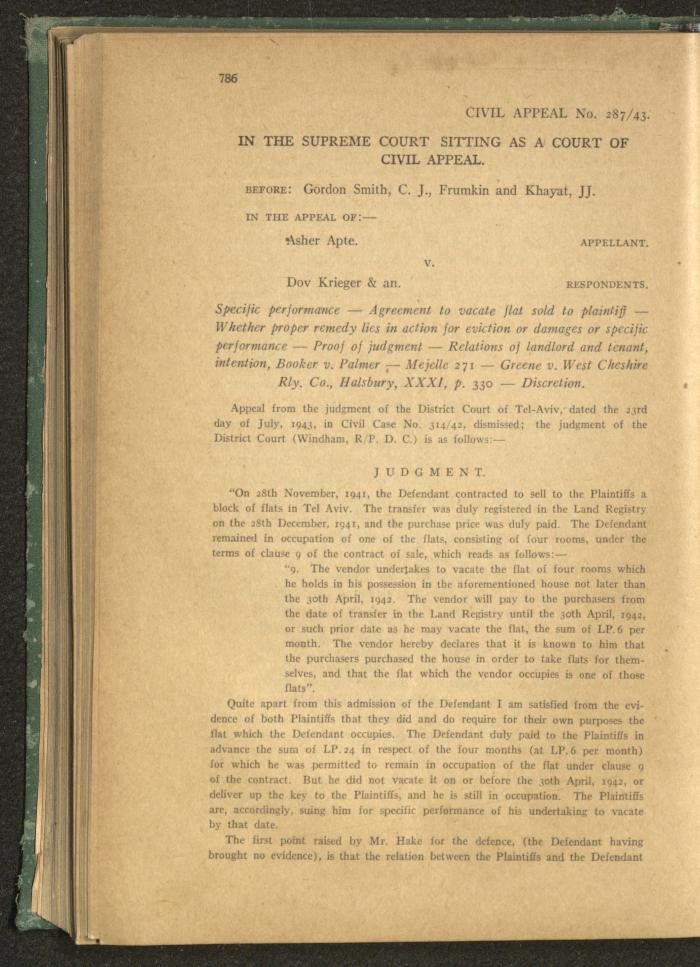 786
CIVIL APPEAL No. 287/43.
IN THE SUPREME COURT SITTING AS A COURT OF
CIVIL APPEAL.
BEFORE: Gordon Smith, C. J., Frumkin and Khayat, JJ.
IN THE APPEAL OF:—
Asher Apte. APPELLANT.
v.
Dov Krieger & an. RESPONDENTS.
Specific performance — Agreement to vacate flat sold to plaintiff —
Whether proper remedy lies in action for eviction or damages or specific
performance — Proof of judgment — Relations of landlord and tenant,
intention, Booker v. Palmer — Mejelle 271 — Greene v. West Cheshire
Rly. Co., Halsbury, XXXI, p. 330 — Discretion.
Appeal from the judgment of the District Court of Tel-Aviv, dated the 23rd
day of July, 1943, in Civil Case No. 314/42, dismissed; the judgment of the
District Court (Windham, R/P. D. C.) is as follows:—
JUDGMENT.
"On 28th November, 1941, the Defendant contracted to sell to the Plaintiffs a
block of flats in Tel Aviv. The transfer was duly registered in the Land Registry
on the 28th December, 1941, and the purchase price was duly paid. The Defendant
remained in occupation of one of the flats, consisting of four rooms, under the
terms of clause 9 of the contract of sale, which reads as follows:—
"9. The vendor undertakes to vacate the flat of four rooms which
he holds in his possession in the aforementioned house not later than
the 30th April, 1942. The vendor will pay to the purchasers from
the date of transfer in the Land Registry until the 30th April, 1942,
or such prior date as he may vacate the flat, the sum of LP. 6 per
month. The vendor hereby declares that it is known to him that
the purchasers purchased the house in order to take flats for them-
selves, and that the flat which the vendor occupies is one of those
flats".
Quite apart from this admission of the Defendant I am satisfied from the evi-
dence of both Plaintiffs that they did and do require for their own purposes the
flat which the Defendant occupies. The Defendant duly paid to the Plaintiffs in
advance the sum of LP. 24 in respect of the four months (at LP. 6 per month)
for which he was permitted to remain in occupation of the flat under clause 9
of the contract. But he did not vacate it on or before the 30th April, 1942, or
deliver up the key to the Plaintiffs, and he is still in occupation. The Plaintiffs
are, accordingly, suing him for specific performance of his undertaking to vacate
by that date.
The first point raised by Mr. Hake for the defence, (the Defendant having
brought no evidence), is that the relation between the Plaintiffs and the Defendant